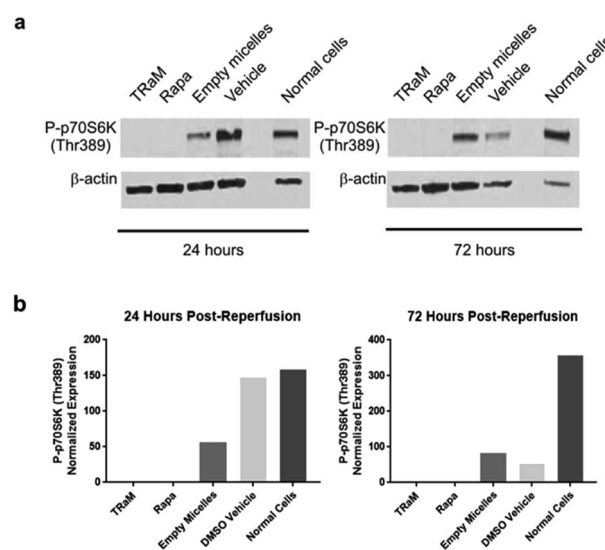 a
TRaM Rapa Empty micelles Vehicle Normal cells
P-p70S6K
(Thr389)
β-actin
24 hours
TRaM Rapa Empty micelles Vehicle Normal cells
P-p70S6K
(Thr389)
β-actin
72 hours
b
24 Hours Post-Reperfusion
P-p70S6K (Thr389)
Normalized Expression
200
150
100
50
0
TRaM Rapa Empty Micelles DMSO Vehicle Normal Cells
72 Hours Post-Reperfusion
P-p70S6K (Thr389)
Normalized Expression
400
300
200
100
0
TRaM Rapa Empty Micelles DMSO Vehicle Normal Cells